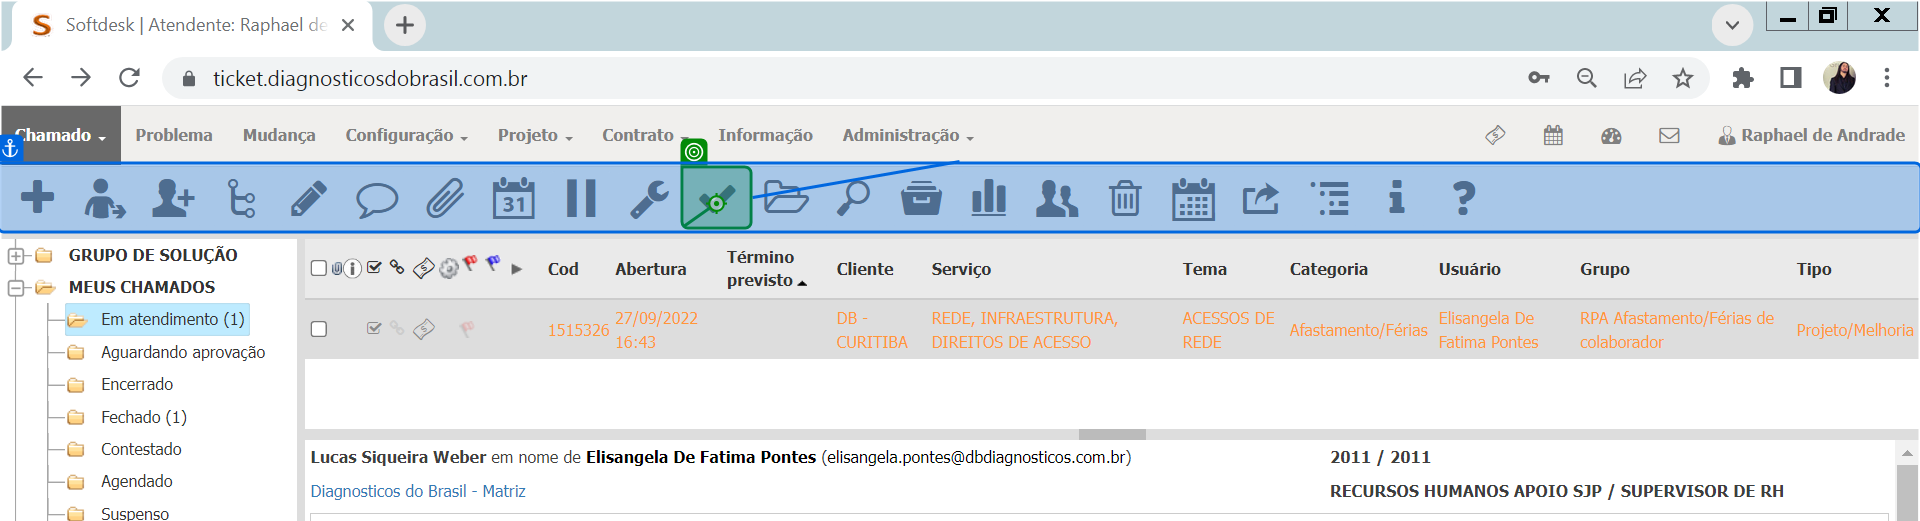 Softdesk | Atendente: Raphael de
ticket.diagnosticosdobrasil.com.br
Chamado Problema Mudança Configuração Projeto Contrato Informação Administração Raphael de Andrade
31
GRUPO DE SOLUÇÃO
MEUS CHAMADOS
Em atendimento (1)
Aguardando aprovação
Encerrado
Fechado (1)
Contestado
Agendado
Suspenso
Cod Abertura Término previsto Cliente Serviço Tema Categoria Usuário Grupo Tipo
1515326 27/09/2022 16:43 DB - CURITIBA REDE, INFRAESTRUTURA, DIREITOS DE ACESSO ACESSOS DE REDE Afastamento/Férias Elisangela De Fatima Pontes RPA Afastamento/Férias de colaborador Projeto/Melhoria
Lucas Siqueira Weber em nome de Elisangela De Fatima Pontes (elisangela.pontes@dbdiagnosticos.com.br) 2011 / 2011
Diagnosticos do Brasil - Matriz RECURSOS HUMANOS APOIO SJP / SUPERVISOR DE RH